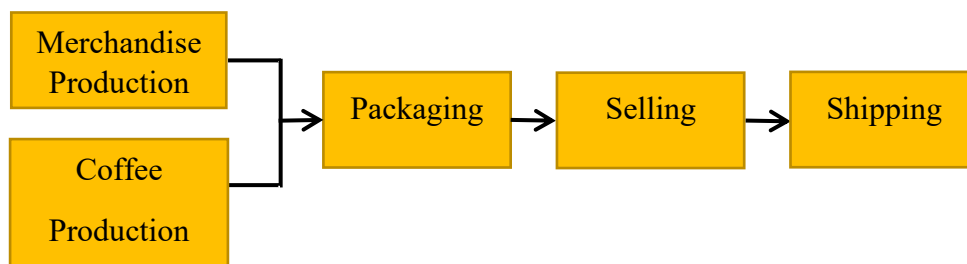 Merchandise
Production
Coffee
Production
Packaging
Selling
Shipping